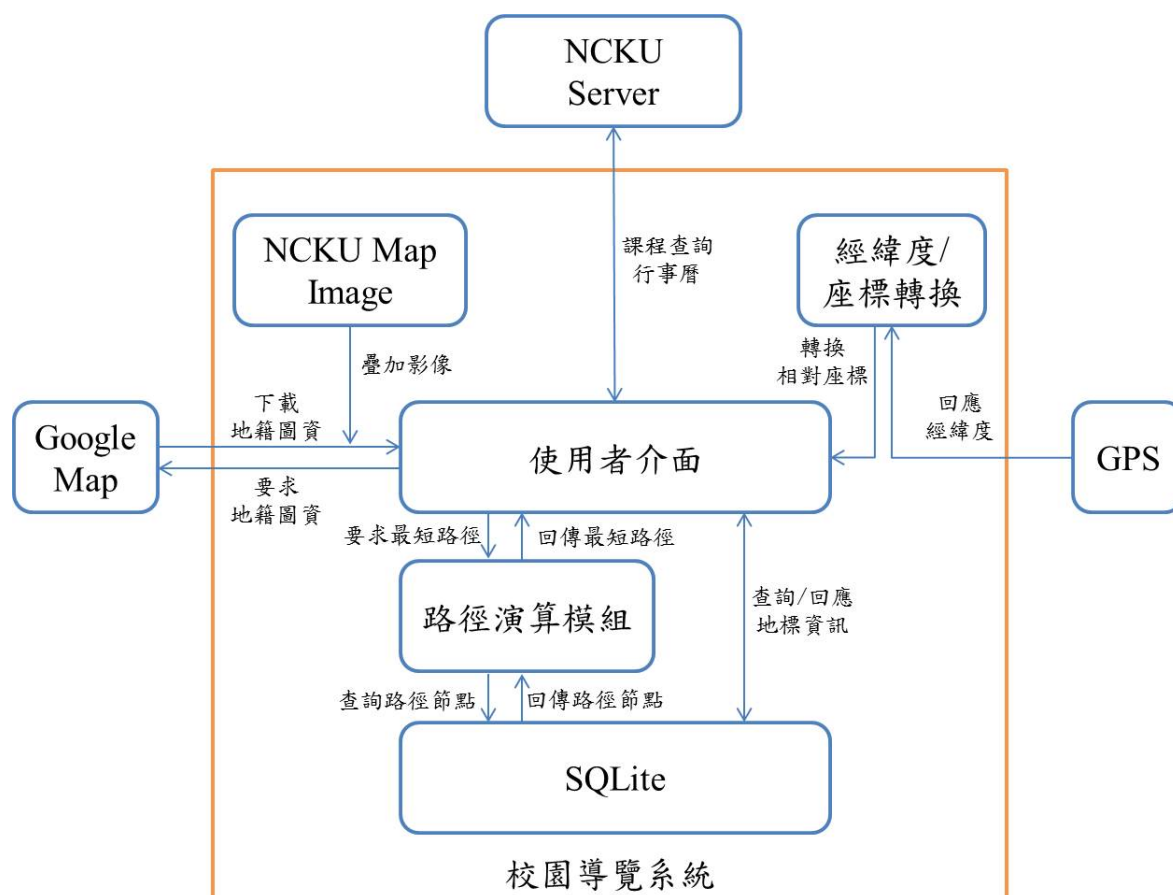 NCKU
Server
NCKU Map
Image
課程查詢
行事曆
經緯度/
座標轉換
疊加影像
轉換
相對座標
下載
地籍圖資
回應
經緯度
Google
Map
使用者介面
GPS
要求
地籍圖資
要求最短路徑
回傳最短路徑
路徑演算模組
查詢/回應
地標資訊
查詢路徑節點
回傳路徑節點
SQLite
校園導覽系統